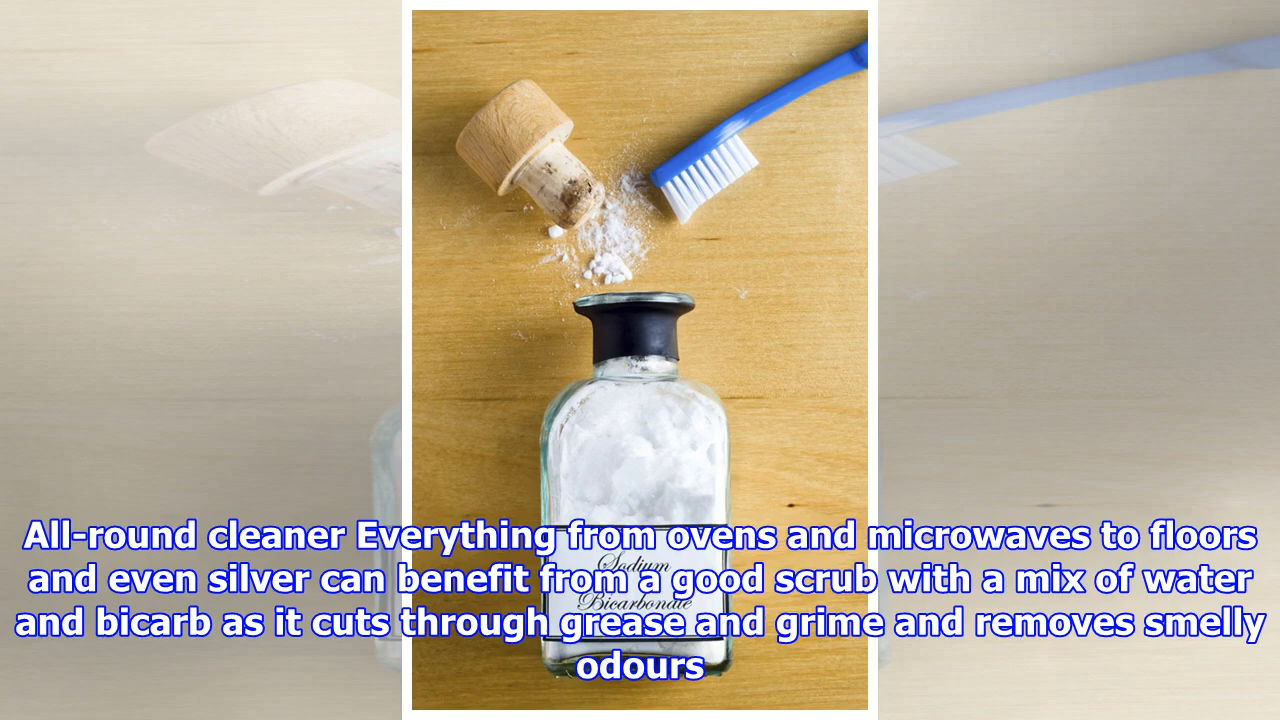 All-round cleaner Everything from ovens and microwaves to floors
and even silver can benefit from a good scrub with a mix of water
and bicarb as it cuts through grease and grime and removes smelly
odours
Sodium
Bicarbonate